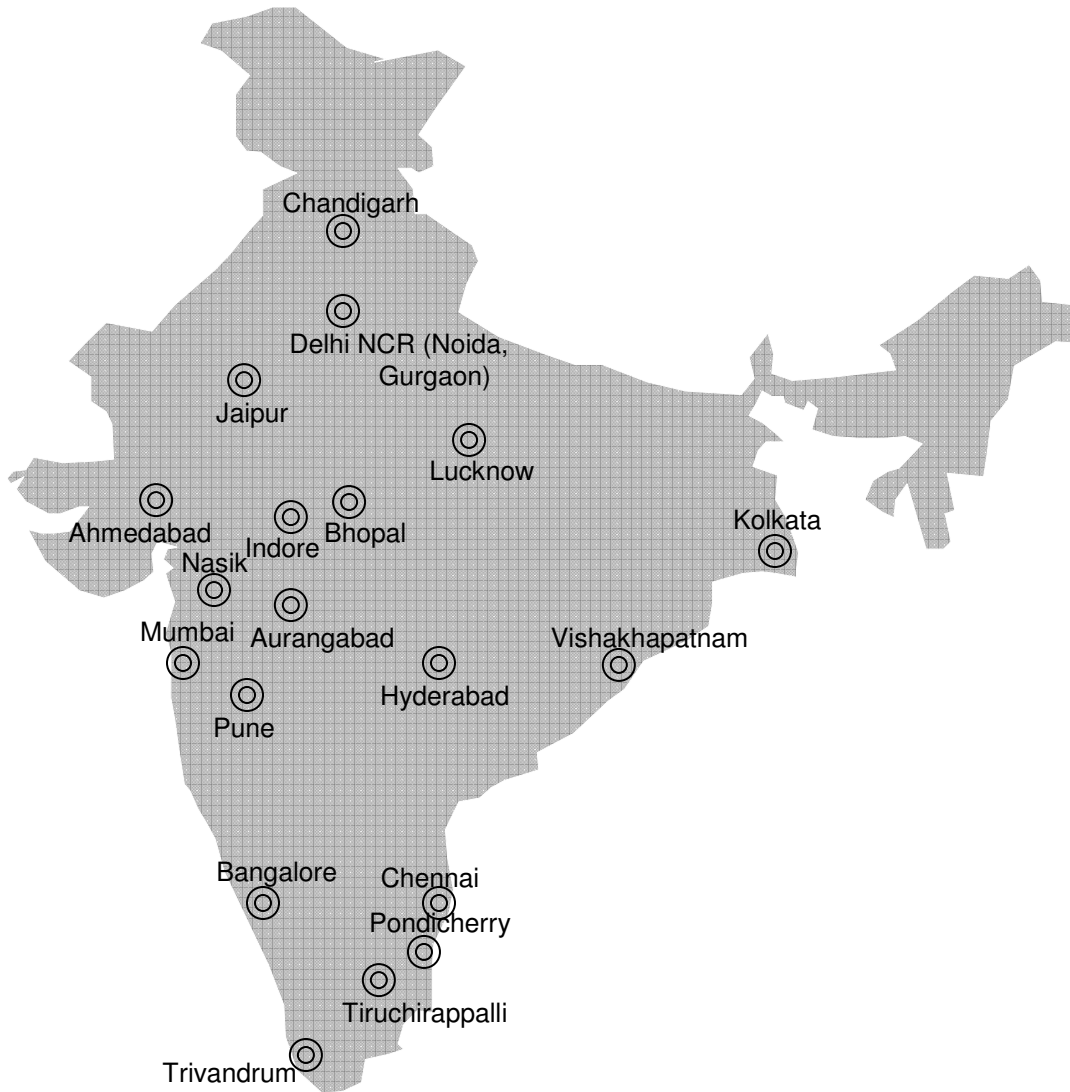 Chandigarh
Delhi NCR (Noida,
Gurgaon)
Jaipur
Lucknow
Ahmedabad
Indore
Bhopal
Kolkata
Nasik
Mumbai
Aurangabad
Vishakhapatnam
Pune
Hyderabad
Bangalore
Chennai
Pondicherry
Tiruchirappalli
Trivandrum